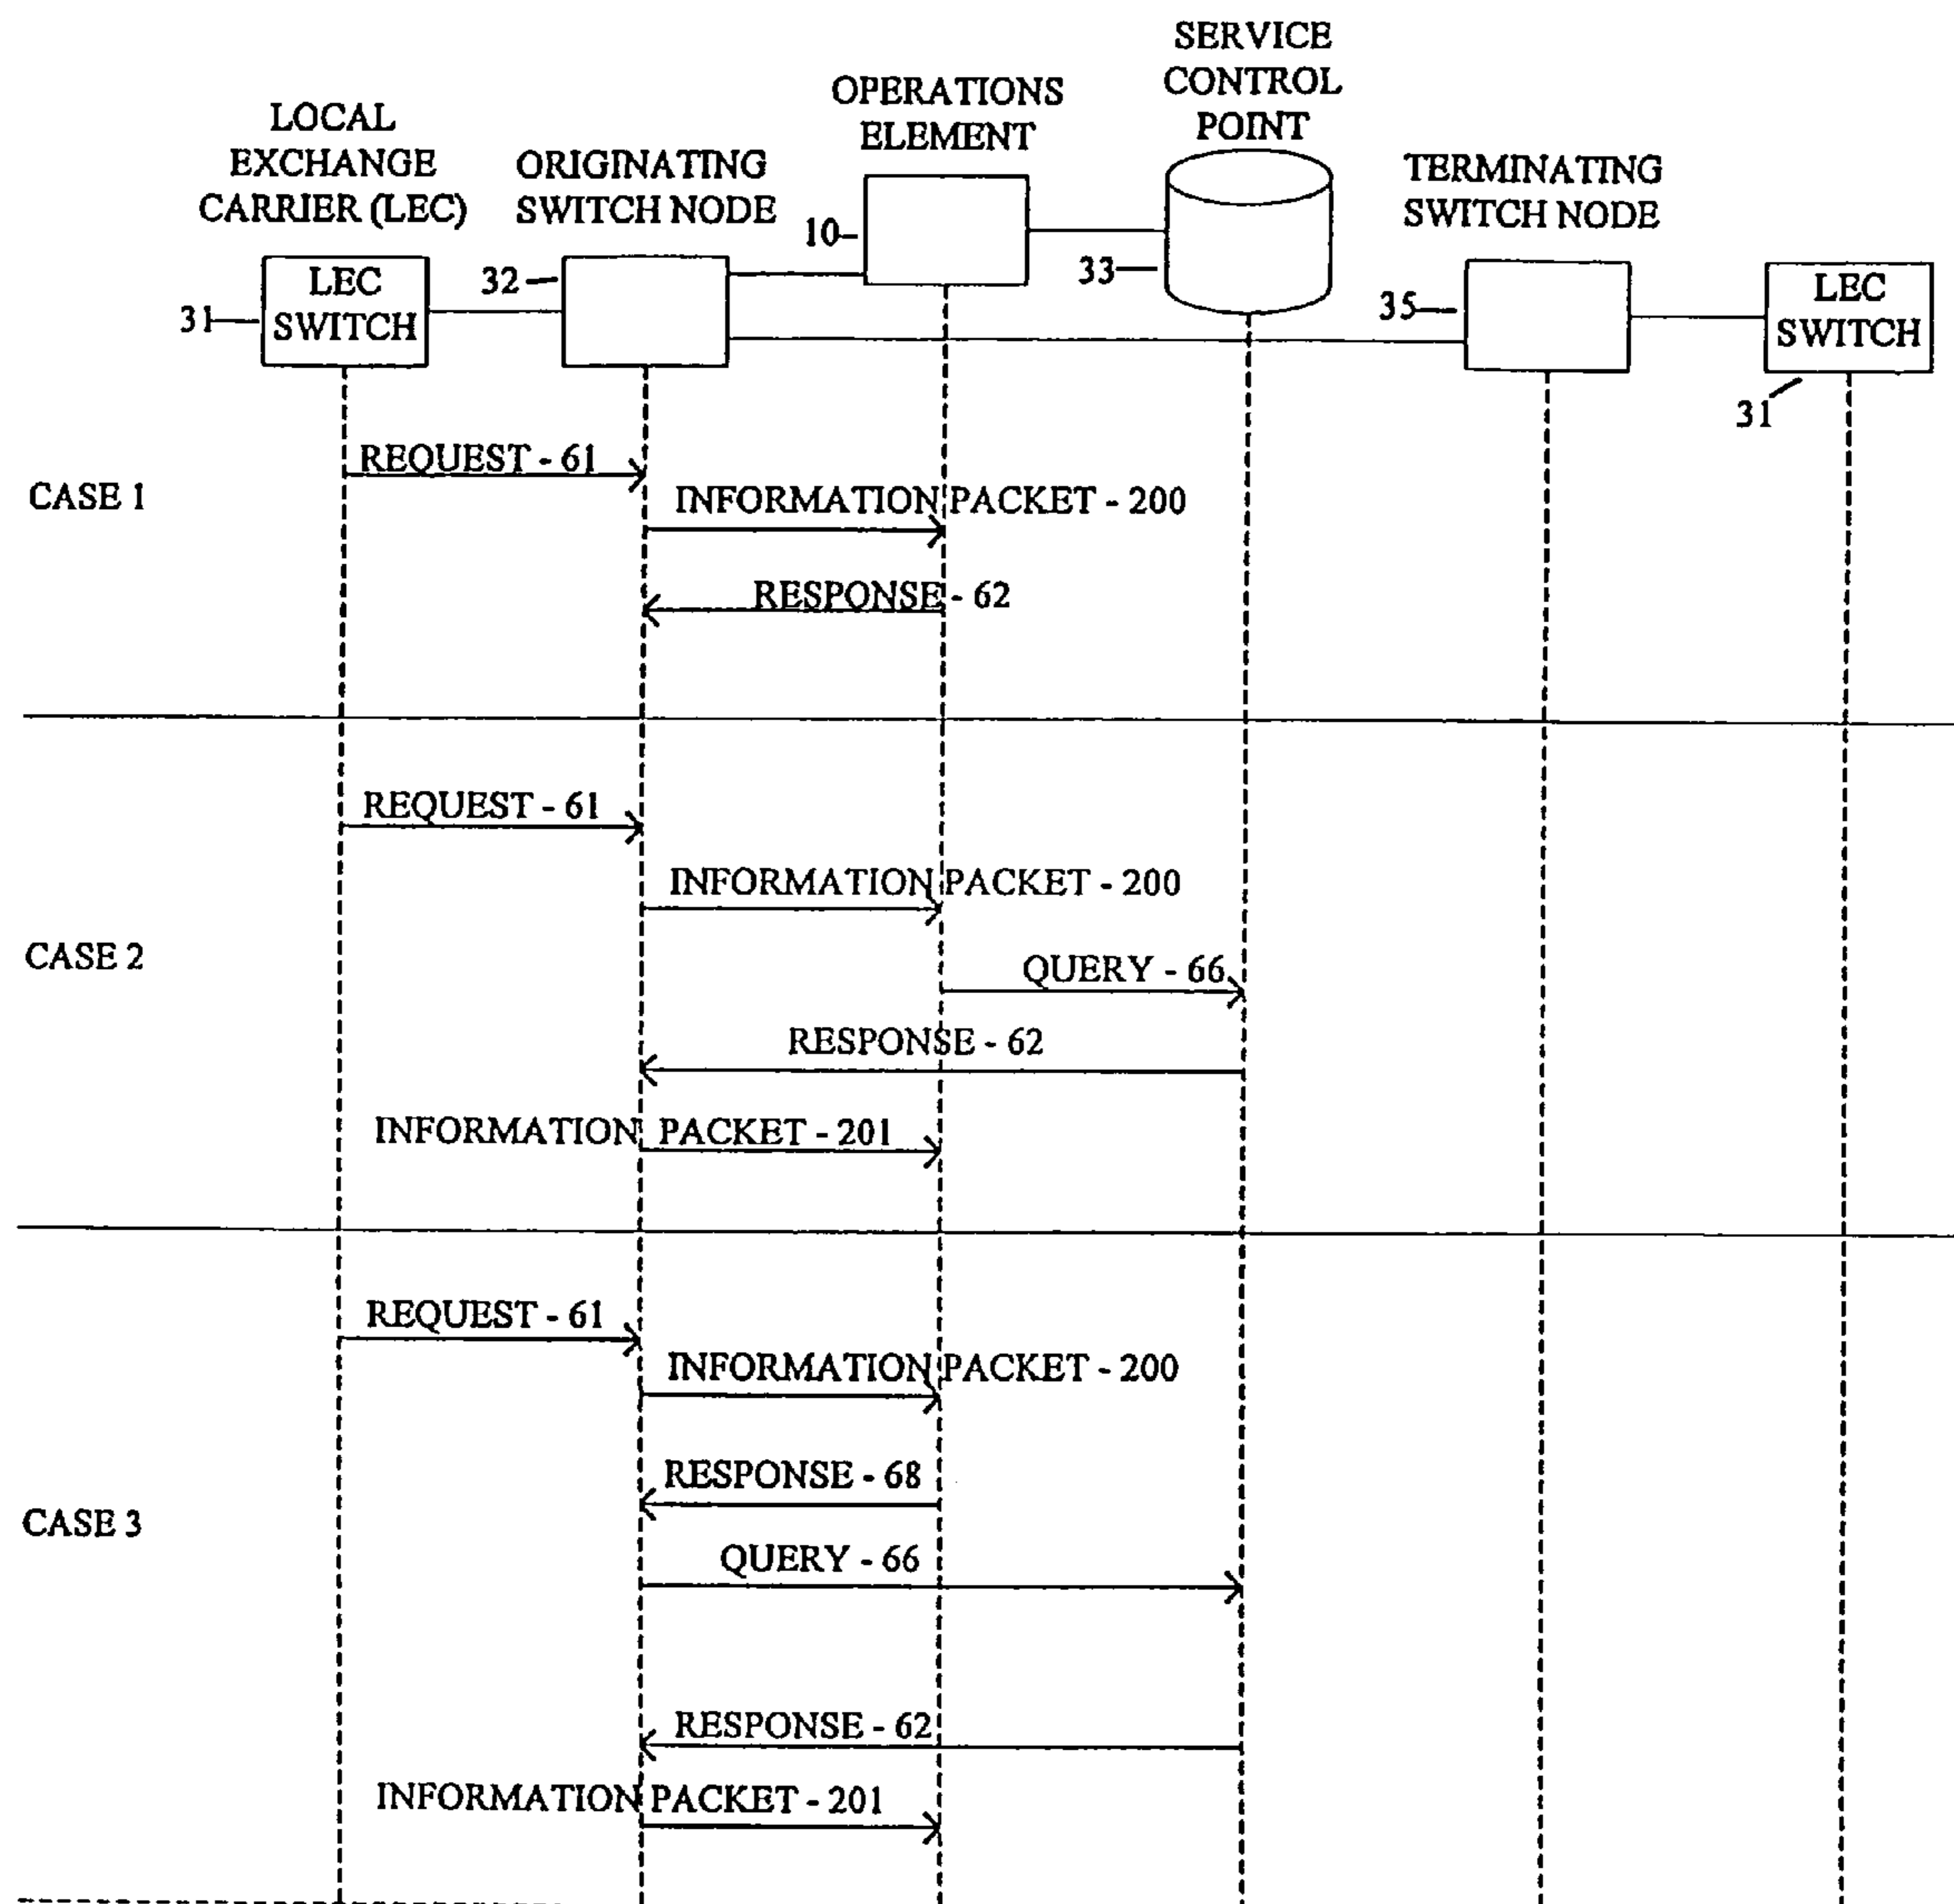 SERVICE
CONTROL
POINT
OPERATIONS
ELEMENT
LOCAL
EXCHANGE
CARRIER (LEC)
ORIGINATING
SWITCH NODE
TERMINATING
SWITCH NODE
10
33
32
35
31
LEC
SWITCH
LEC
SWITCH
31
CASE 1
REQUEST - 61
INFORMATION PACKET - 200
RESPONSE - 62
CASE 2
REQUEST - 61
INFORMATION PACKET - 200
QUERY - 66
RESPONSE - 62
INFORMATION PACKET - 201
CASE 3
REQUEST - 61
INFORMATION PACKET - 200
RESPONSE - 68
QUERY - 66
RESPONSE - 62
INFORMATION PACKET - 201